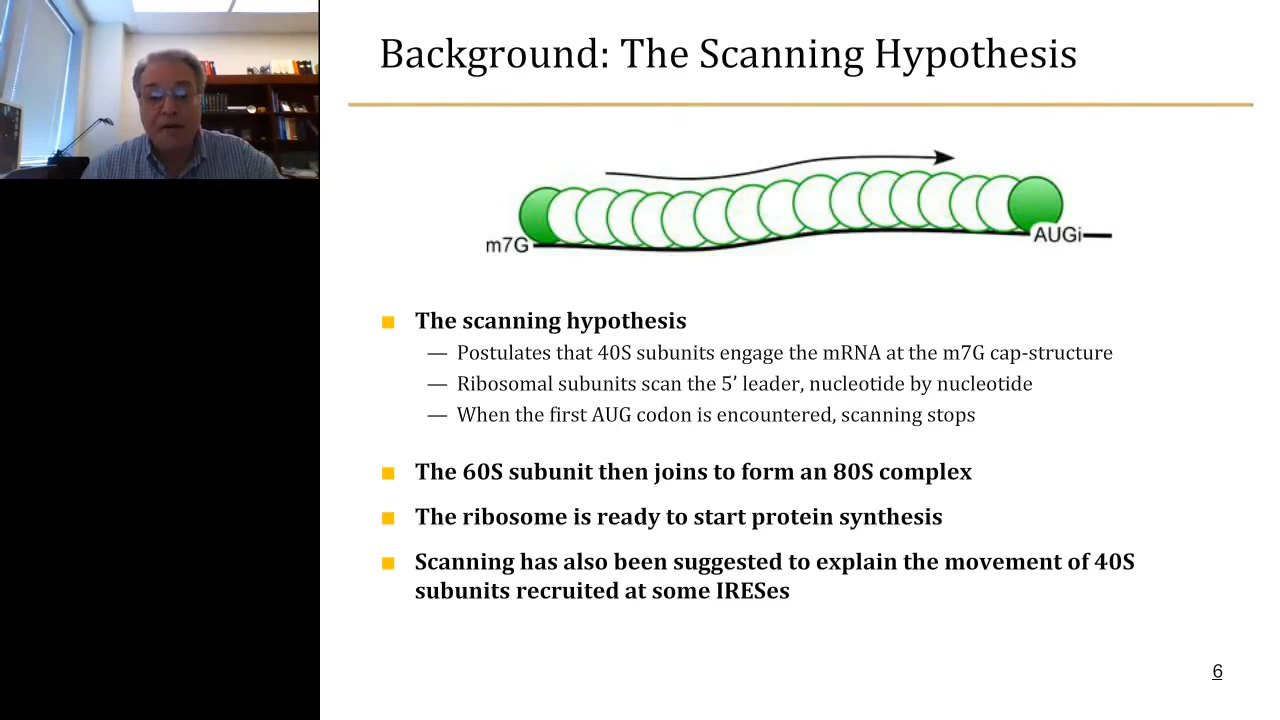 Background: The Scanning Hypothesis
m7G
AUGi
■ The scanning hypothesis
— Postulates that 40S subunits engage the mRNA at the m7G cap-structure
— Ribosomal subunits scan the 5’ leader, nucleotide by nucleotide
— When the first AUG codon is encountered, scanning stops
■ The 60S subunit then joins to form an 80S complex
■ The ribosome is ready to start protein synthesis
■ Scanning has also been suggested to explain the movement of 40S
subunits recruited at some IRESes
6